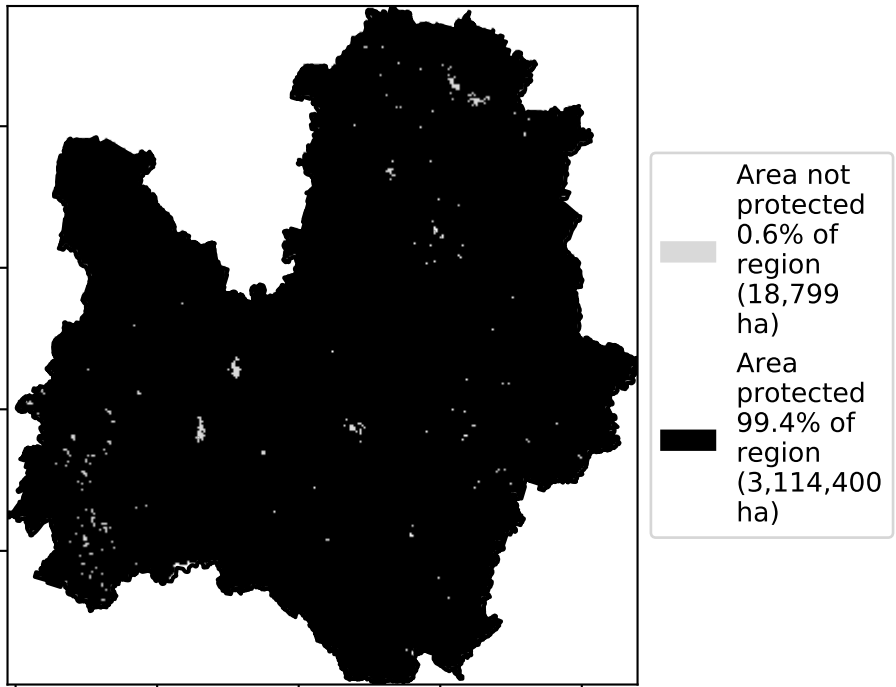 Area not
protected
0.6% of
region
(18,799
ha)
Area
protected
99.4% of
region
(3,114,400
ha)